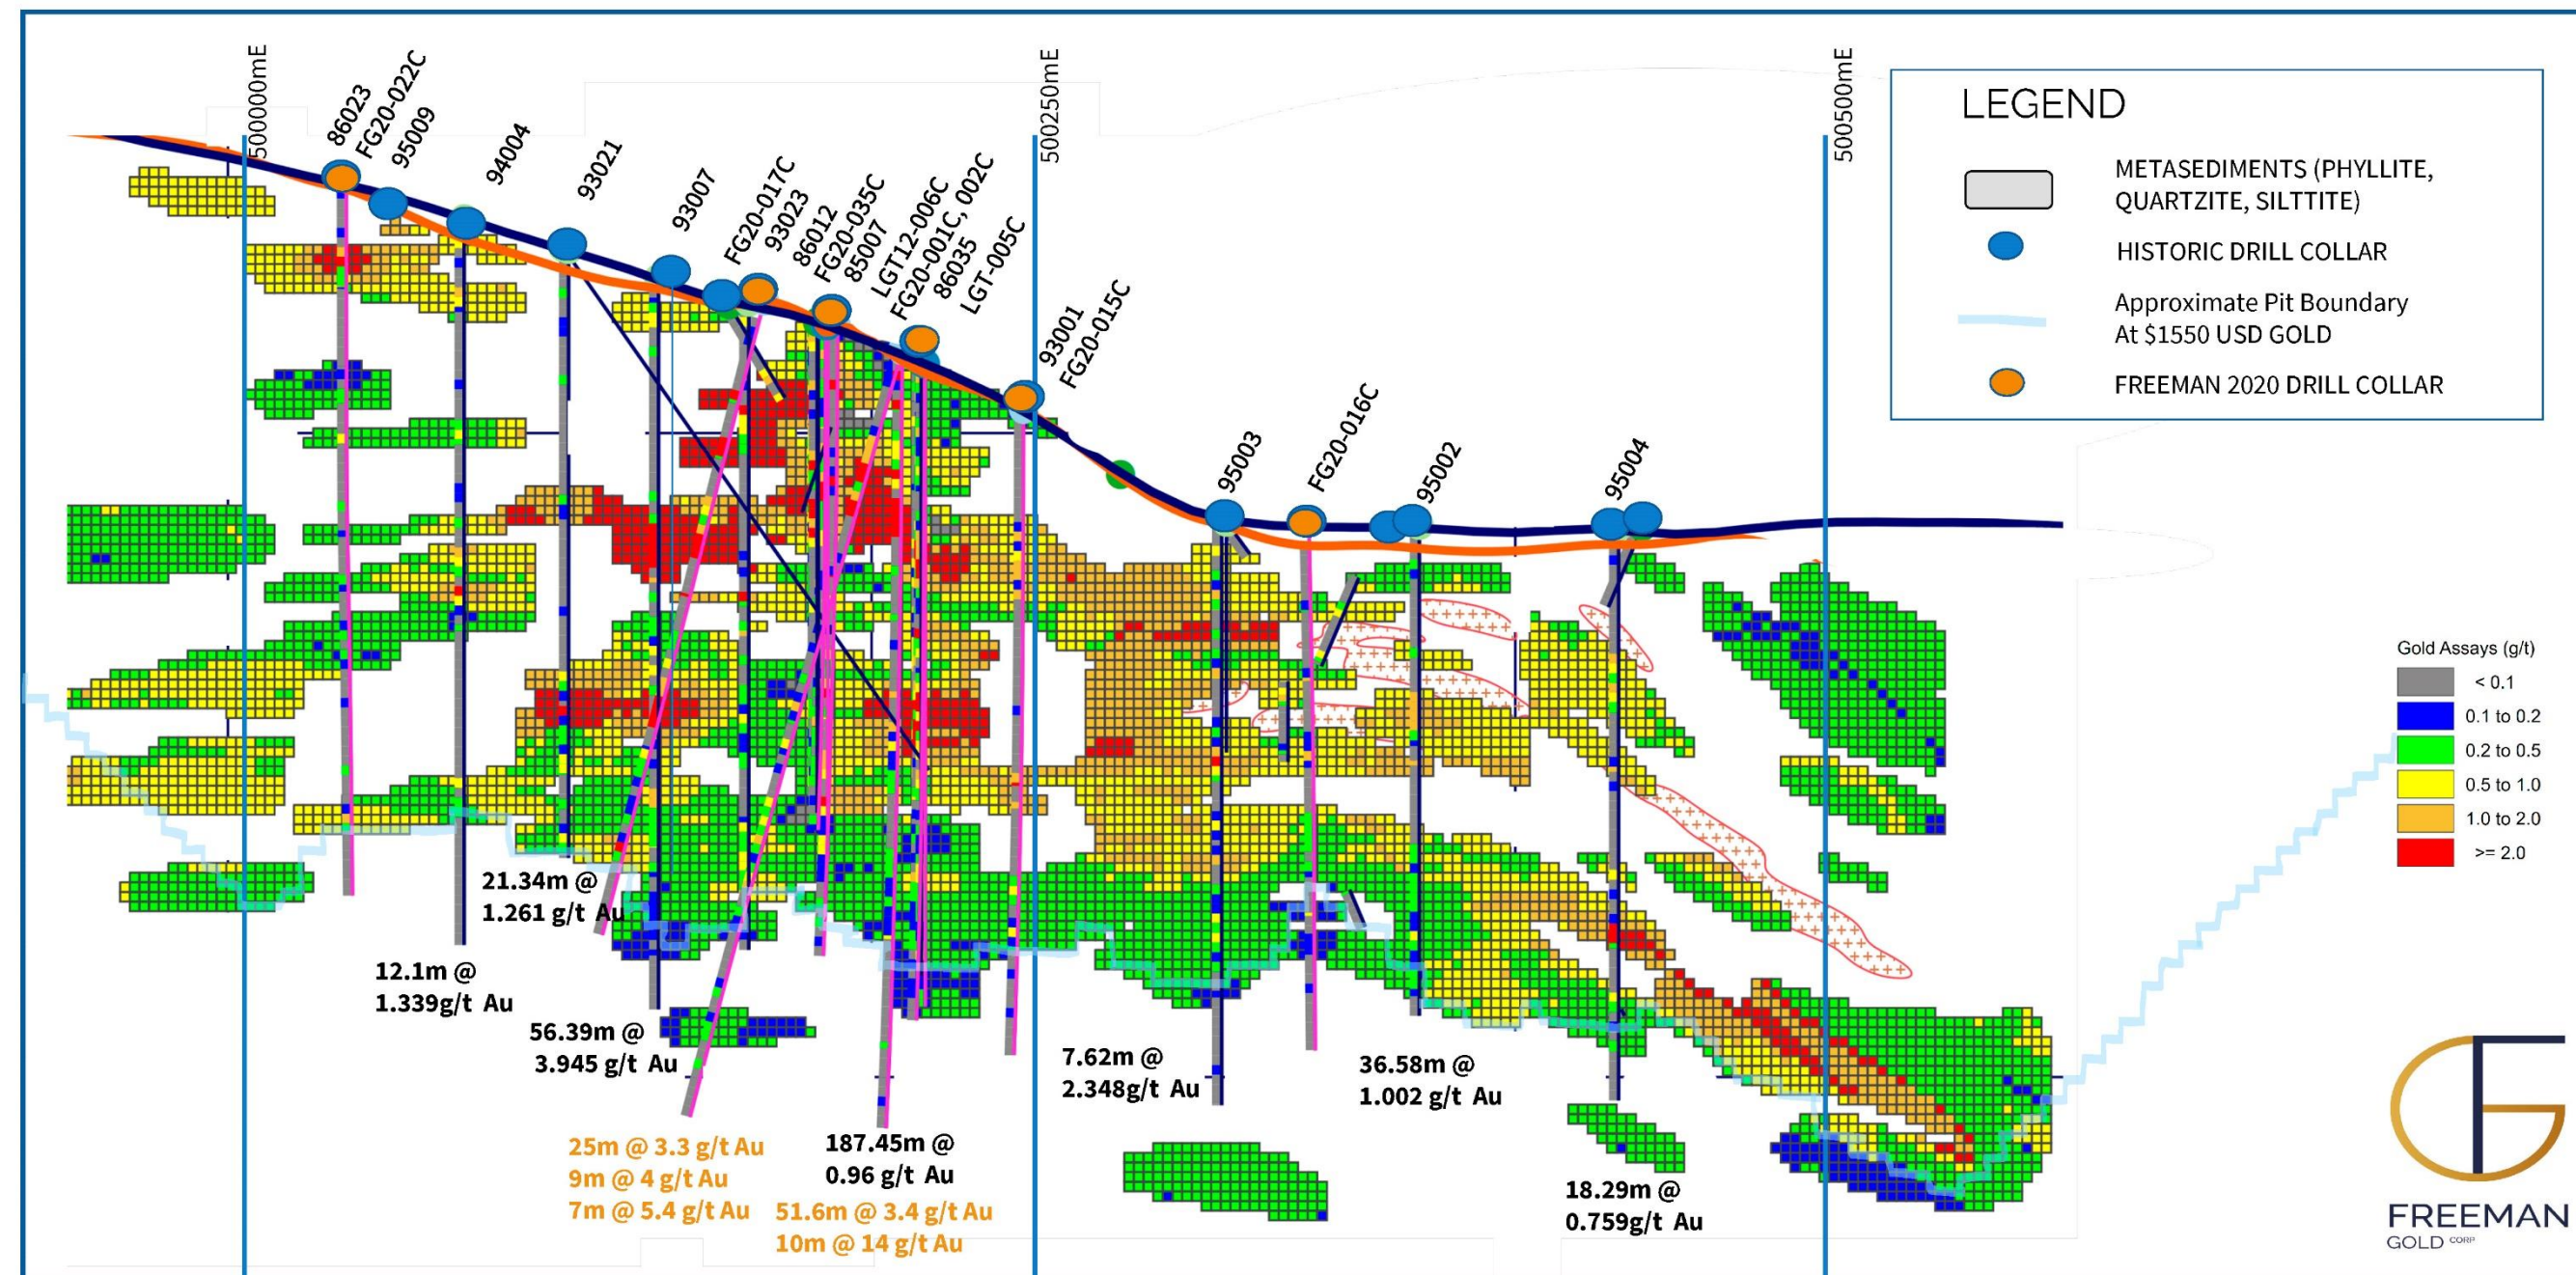 500000mE
500250mE
500500mE
86023
FG20-022C
95009
94004
93021
93007
FG20-017C
93023
86012
FG20-035C
85007
LGT12-006C
FG20-001C, 002C
86035
LGT-005C
93001
FG20-015C
95003
FG20-016C
95002
95004
LEGEND
METASEDIMENTS (PHYLLITE,
QUARTZITE, SILTTITE)
HISTORIC DRILL COLLAR
Approximate Pit Boundary
At $1550 USD GOLD
FREEMAN 2020 DRILL COLLAR
Gold Assays (g/t)
< 0.1
0.1 to 0.2
0.2 to 0.5
0.5 to 1.0
1.0 to 2.0
>= 2.0
21.34m @
1.261 g/t Au
12.1m @
1.339g/t Au
56.39m @
3.945 g/t Au
25m @ 3.3 g/t Au
9m @ 4 g/t Au
7m @ 5.4 g/t Au
187.45m @
0.96 g/t Au
51.6m @ 3.4 g/t Au
10m @ 14 g/t Au
7.62m @
2.348g/t Au
36.58m @
1.002 g/t Au
18.29m @
0.759g/t Au
FREEMAN
GOLD CORP